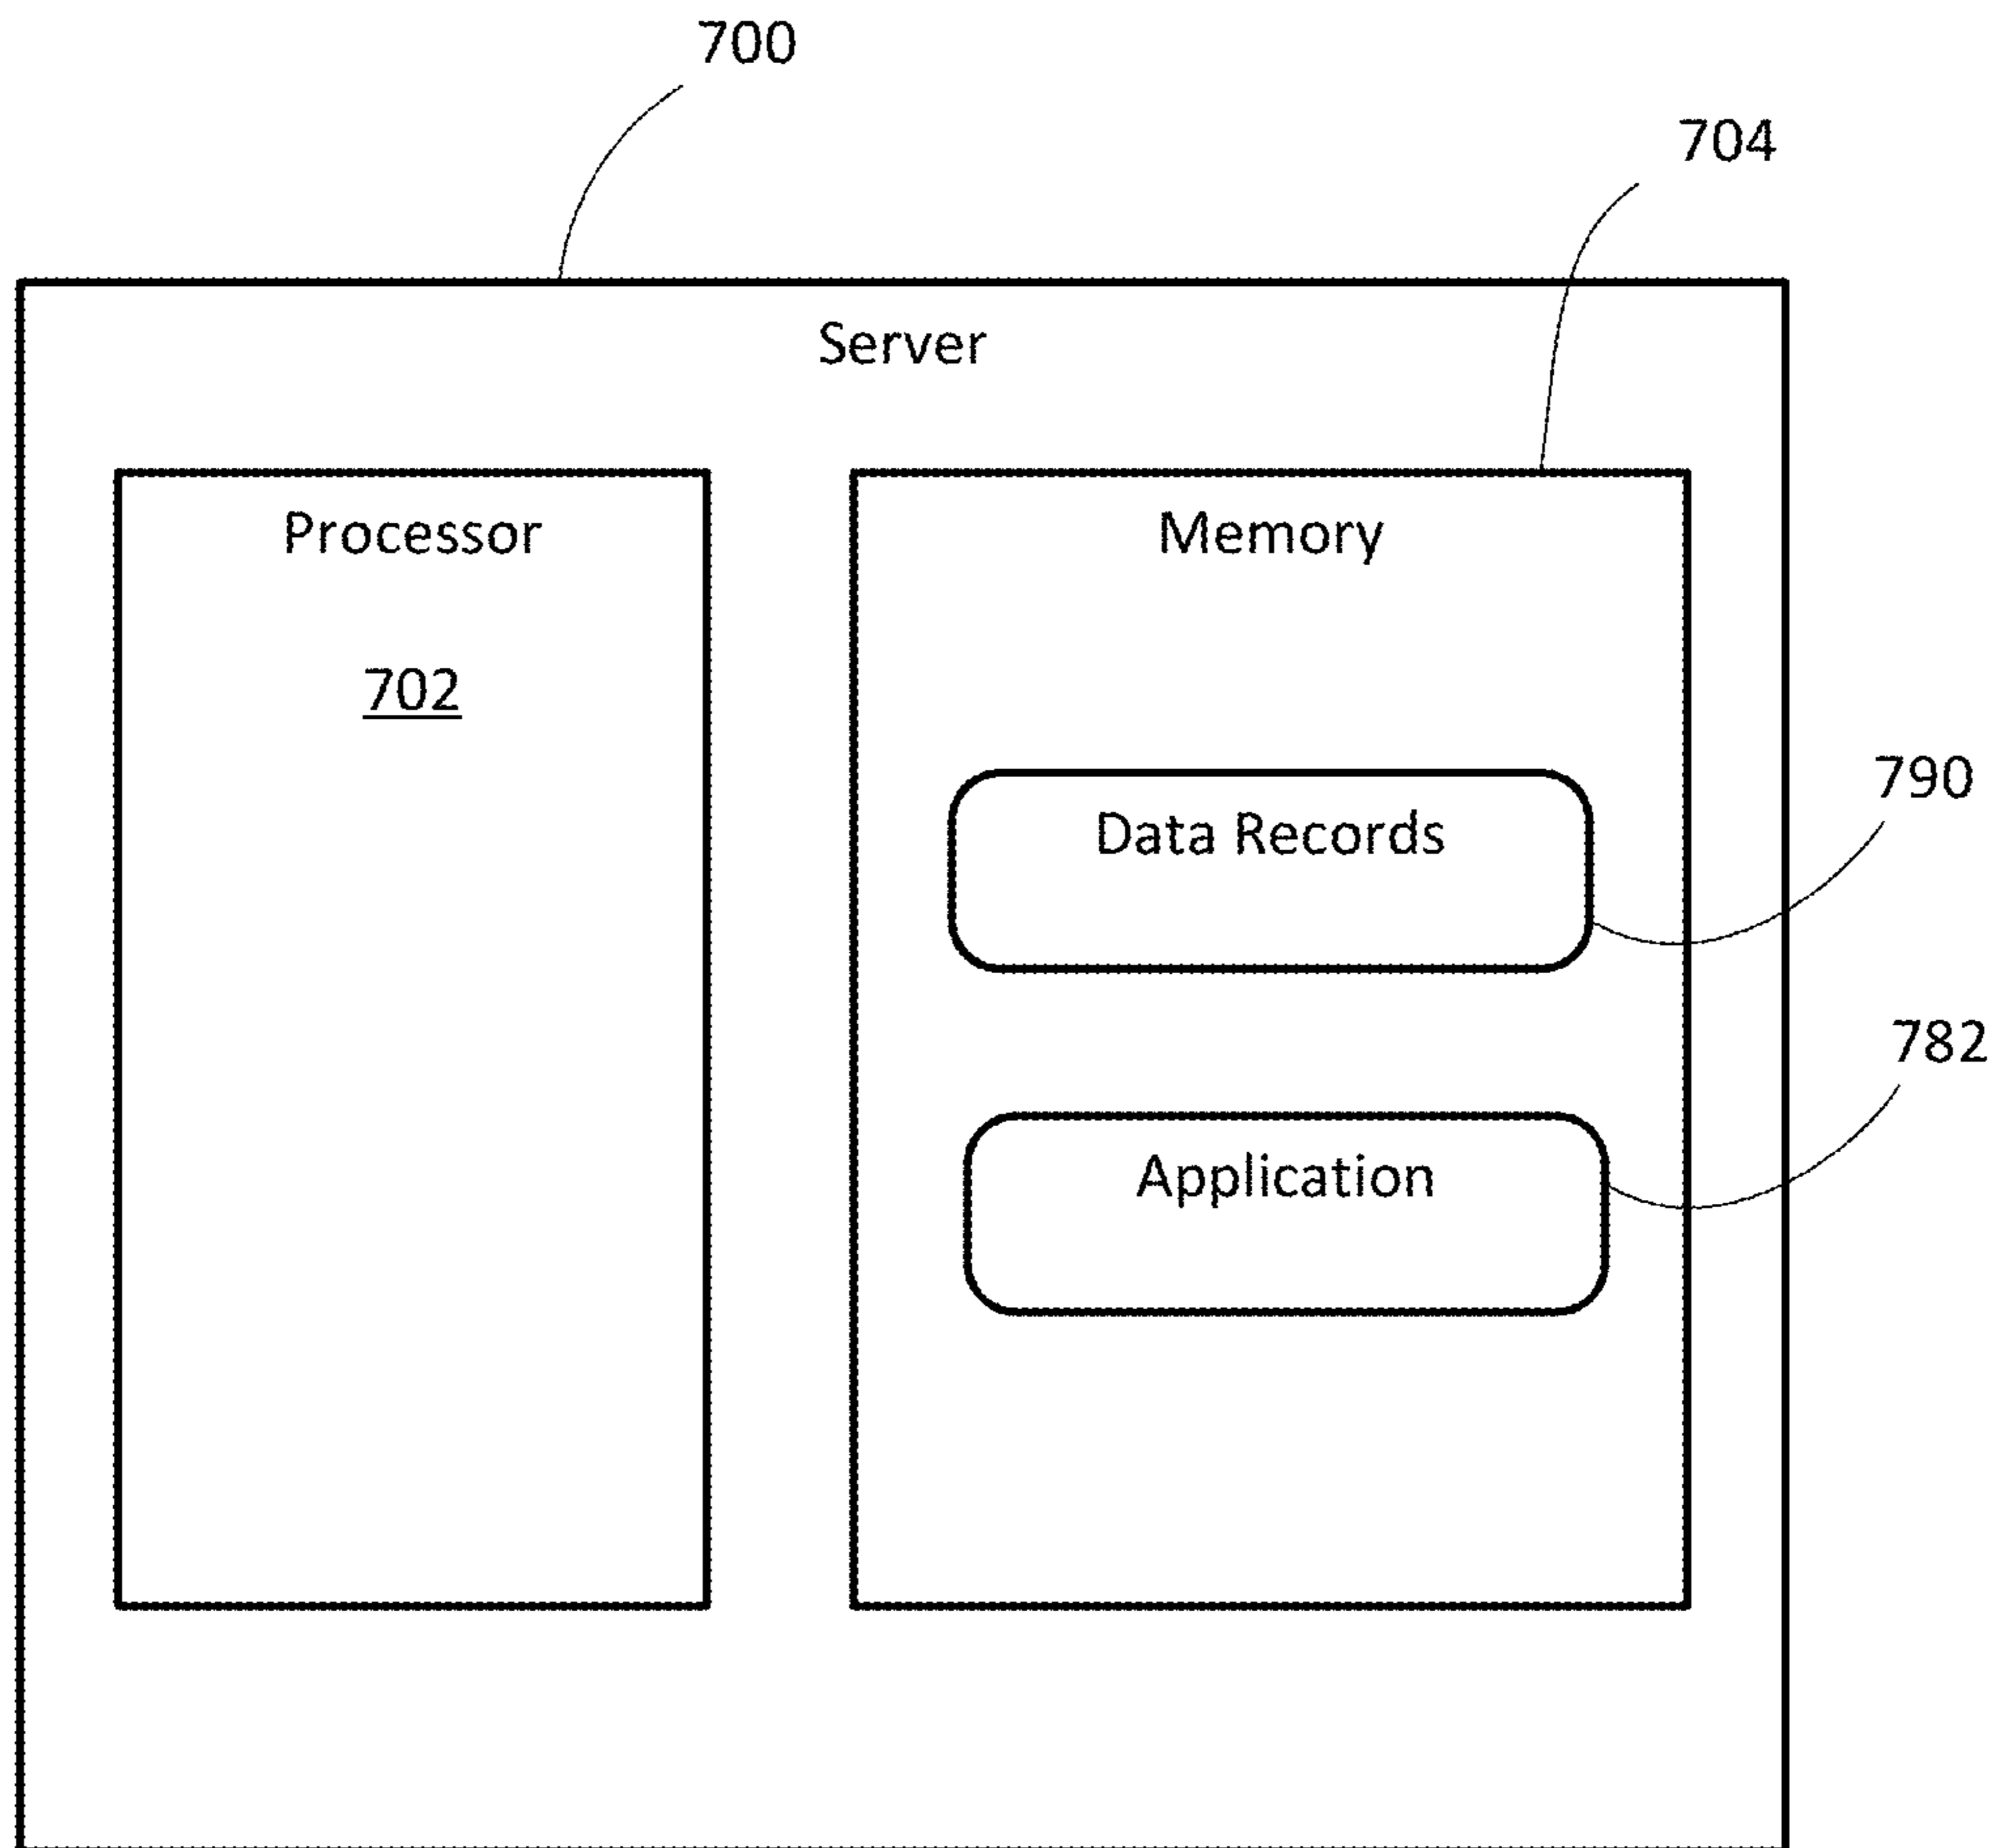 700
704
Server
Processor
Memory
702
790
Data Records
782
Application